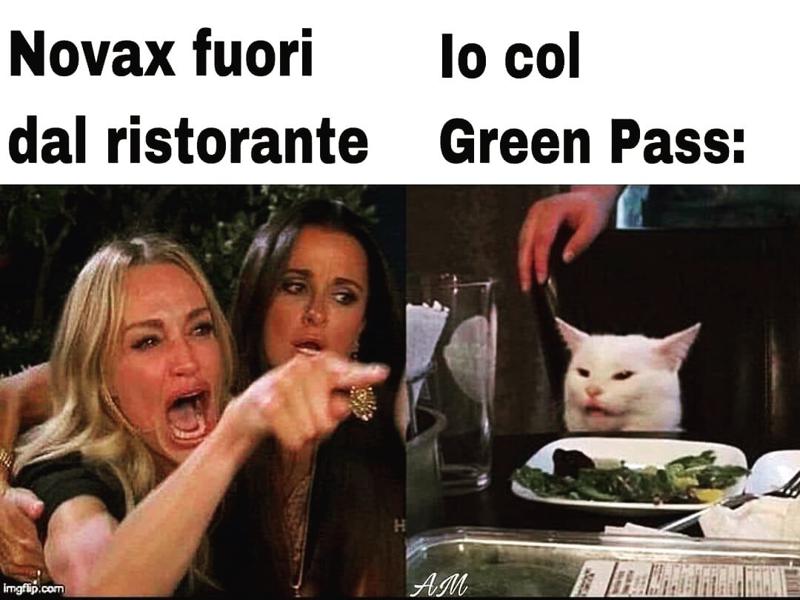 Novax fuori
dal ristorante
Io col
Green Pass:
imgflip.com
AM